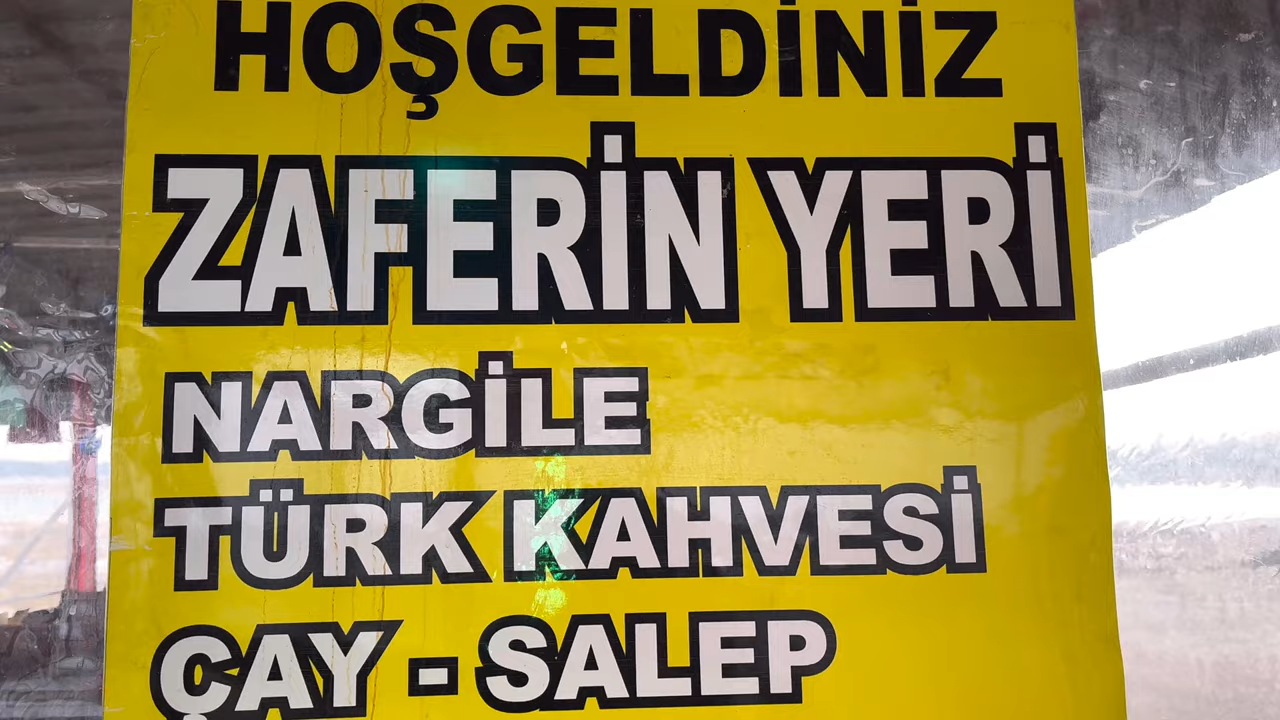 HOŞGELDİNİZ
ZAFERİN YERİ
NARGİLE
TÜRK KAHVESİ
ÇAY - SALEP